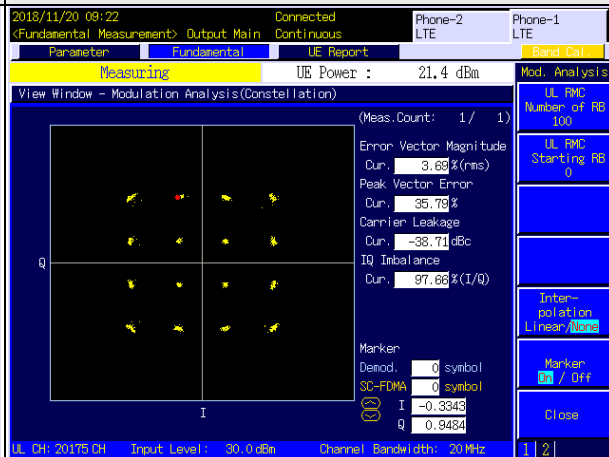 2018/11/20 09:22 Connected Phone-2 Phone-1
<Fundamental Measurement> Output Main Continuous LTE LTE
Parameter Fundamental UE Report Band Cal.
Measuring UE Power : 21.4 dBm Mod. Analysis
View Window - Modulation Analysis(Constellation)
UL RMC
Number of RB
100
(Meas.Count: 1/ 1)
Error Vector Magnitude
Cur. 3.69 %(rms)
Peak Vector Error
Cur. 35.79 %
Carrier Leakage
Cur. -38.71 dBc
IQ Imbalance
Cur. 97.66 %(I/Q)
UL RMC
Starting RB
0
Q
I
Marker
Demod. 0 symbol
SC-FDMA 0 symbol
I -0.3343
Q 0.9484
Inter-
polation
Linear/None
Marker
On / Off
Close
UL CH: 20175 CH Input Level: 30.0 dBm Channel Bandwidth: 20 MHz 1 2